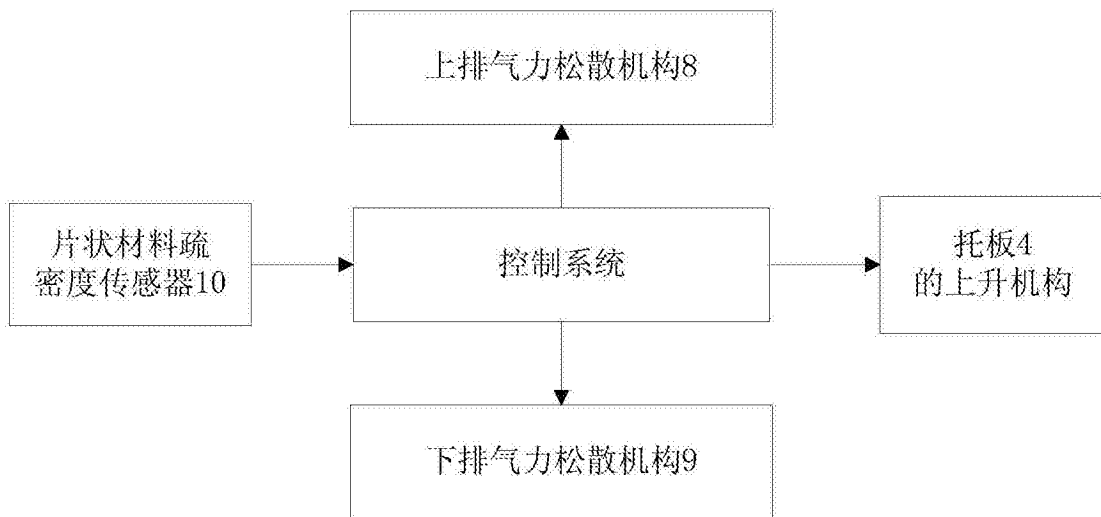 上排气力松散机构8
片状材料疏
密度传感器10
控制系统
托板4
的上升机构
下排气力松散机构9